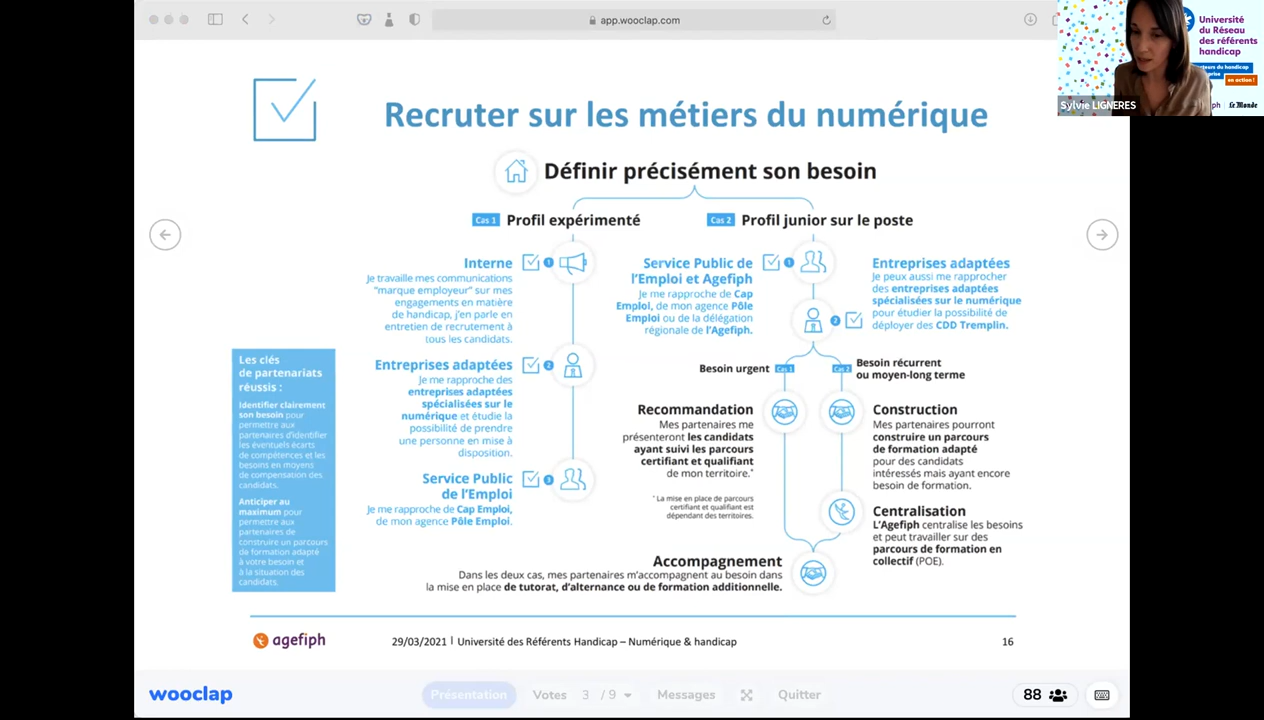 app.wooclap.com
Université
du Réseau
des référents
handicap
en action !
Sylvie LIGNERES
Le Monde
Recruter sur les métiers du numérique
Définir précisément son besoin
Cas 1 Profil expérimenté
Cas 2 Profil junior sur le poste
Interne
1
Je travaille mes communications
"marque employeur" sur mes
engagements en matière
de handicap, j'en parle en
entretien de recrutement à
tous les candidats.
Entreprises adaptées
2
Je me rapproche des
entreprises adaptées
spécialisées sur le
numérique et étudie la
possibilité de prendre
une personne en mise à
disposition.
Service Public
de l'Emploi
3
Je me rapproche de Cap Emploi,
de mon agence Pôle Emploi.
Les clés
de partenariats
réussis :
Identifier clairement
son besoin pour
permettre aux
partenaires d'identifier
les éventuels écarts
de compétences et les
besoins en moyens
de compensation des
candidats.
Anticiper au
maximum pour
permettre aux
partenaires de
construire un parcours
de formation adapté
à votre besoin et
à la situation des
candidats.
Service Public de
l'Emploi et Agefiph
1
Je me rapproche de Cap
Emploi, de mon agence Pôle
Emploi ou de la délégation
régionale de l'Agefiph.
2
Entreprises adaptées
Je peux aussi me rapprocher
des entreprises adaptées
spécialisées sur le numérique
pour étudier la possibilité de
déployer des CDD Tremplin.
Besoin urgent Cas 1
Cas 2 Besoin récurrent
ou moyen-long terme
Recommandation
Mes partenaires me
présenteront les candidats
ayant suivi les parcours
certifiant et qualifiant
de mon territoire.*
* La mise en place de parcours
certifiant et qualifiant est
dépendant des territoires.
Construction
Mes partenaires pourront
construire un parcours
de formation adapté
pour des candidats
intéressés mais ayant encore
besoin de formation.
Centralisation
L'Agefiph centralise les besoins
et peut travailler sur des
parcours de formation en
collectif (POE).
Accompagnement
Dans les deux cas, mes partenaires m'accompagnent au besoin dans
la mise en place de tutorat, d'alternance ou de formation additionnelle.
agefiph
29/03/2021 | Université des Référents Handicap – Numérique & handicap
16
wooclap
Présentation
Votes
3 / 9
Messages
Quitter
88